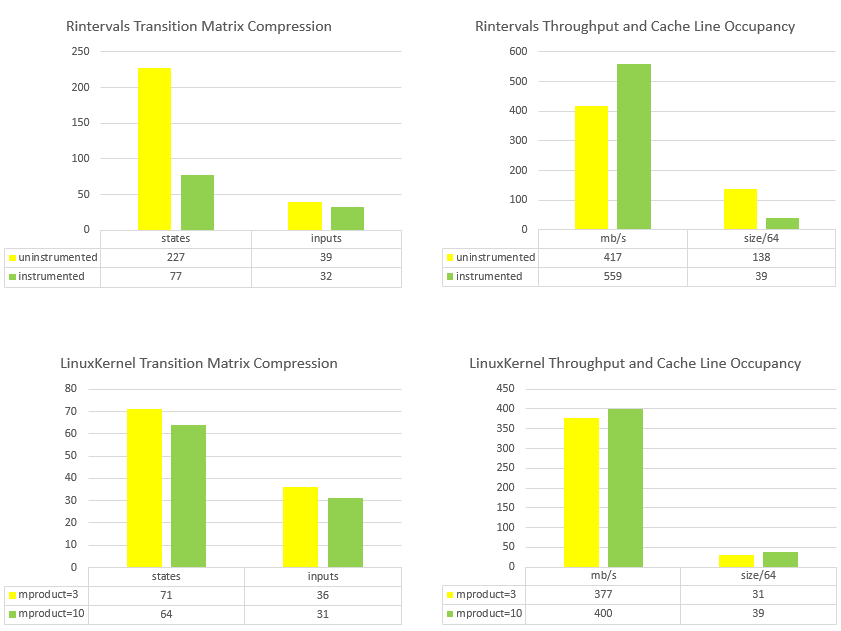 Rintervals Transition Matrix Compression
250
200
150
100
50
0
states inputs
uninstrumented 227 39
instrumented 77 32
Rintervals Throughput and Cache Line Occupancy
600
500
400
300
200
100
0
mb/s size/64
uninstrumented 417 138
instrumented 559 39
LinuxKernel Transition Matrix Compression
80
70
60
50
40
30
20
10
0
states inputs
mproduct=3 71 36
mproduct=10 64 31
LinuxKernel Throughput and Cache Line Occupancy
450
400
350
300
250
200
150
100
50
0
mb/s size/64
mproduct=3 377 31
mproduct=10 400 39